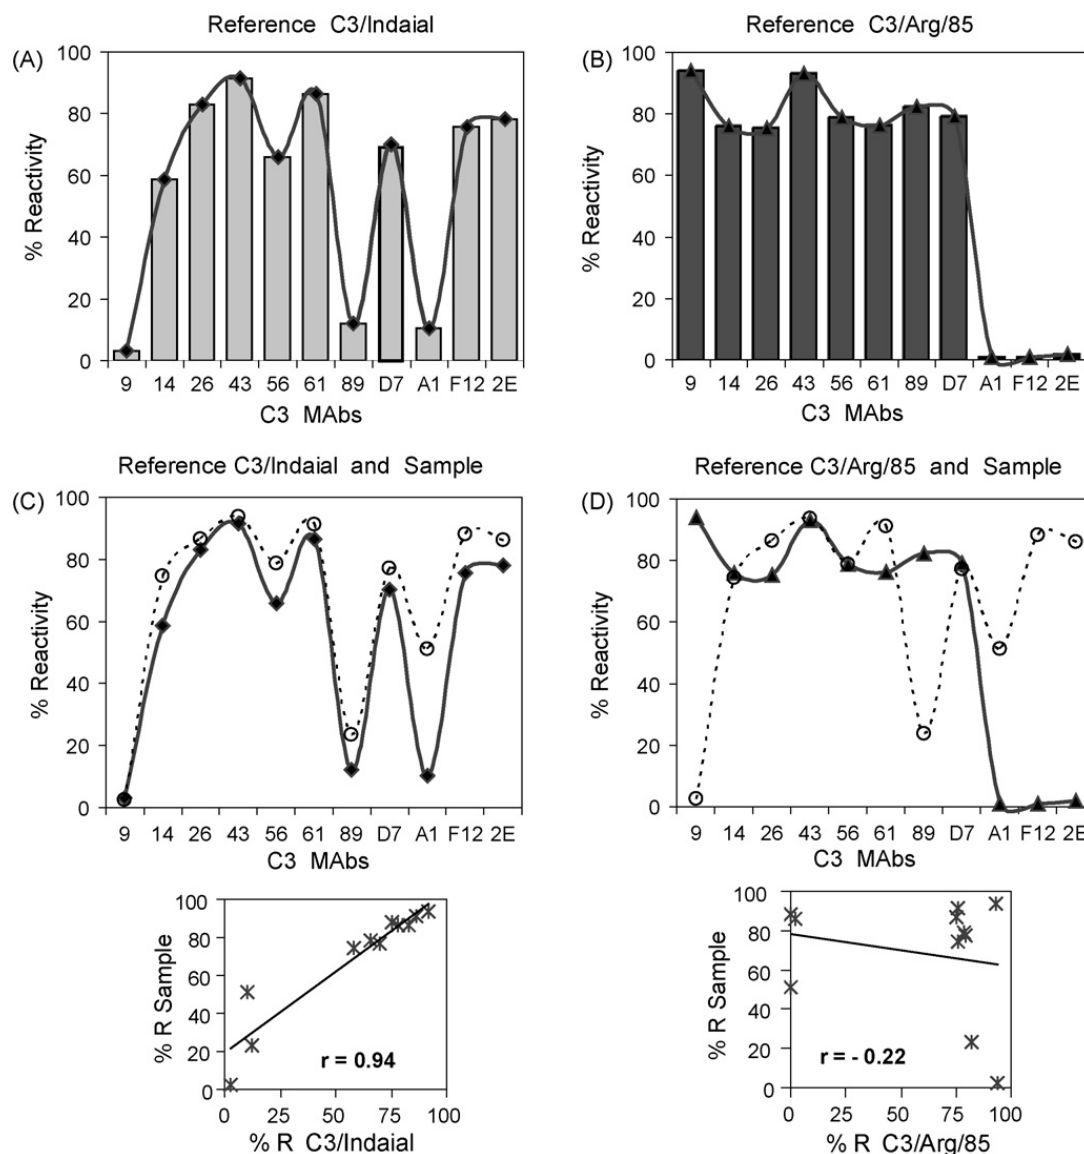 Reference C3/Indaial
(A)
100
80
60
40
20
0
% Reactivity
9 14 26 43 56 61 89 D7 A1 F12 2E
C3 MAbs
Reference C3/Arg/85
(B)
100
80
60
40
20
0
% Reactivity
9 14 26 43 56 61 89 D7 A1 F12 2E
C3 MAbs
Reference C3/Indaial and Sample
(C)
100
80
60
40
20
0
% Reactivity
9 14 26 43 56 61 89 D7 A1 F12 2E
C3 MAbs
Reference C3/Arg/85 and Sample
(D)
100
80
60
40
20
0
% Reactivity
9 14 26 43 56 61 89 D7 A1 F12 2E
C3 MAbs
100
80
60
40
20
0
% R Sample
r = 0.94
0 25 50 75 100
% R C3/Indaial
100
80
60
40
20
0
% R Sample
r = - 0.22
0 25 50 75 100
% R C3/Arg/85